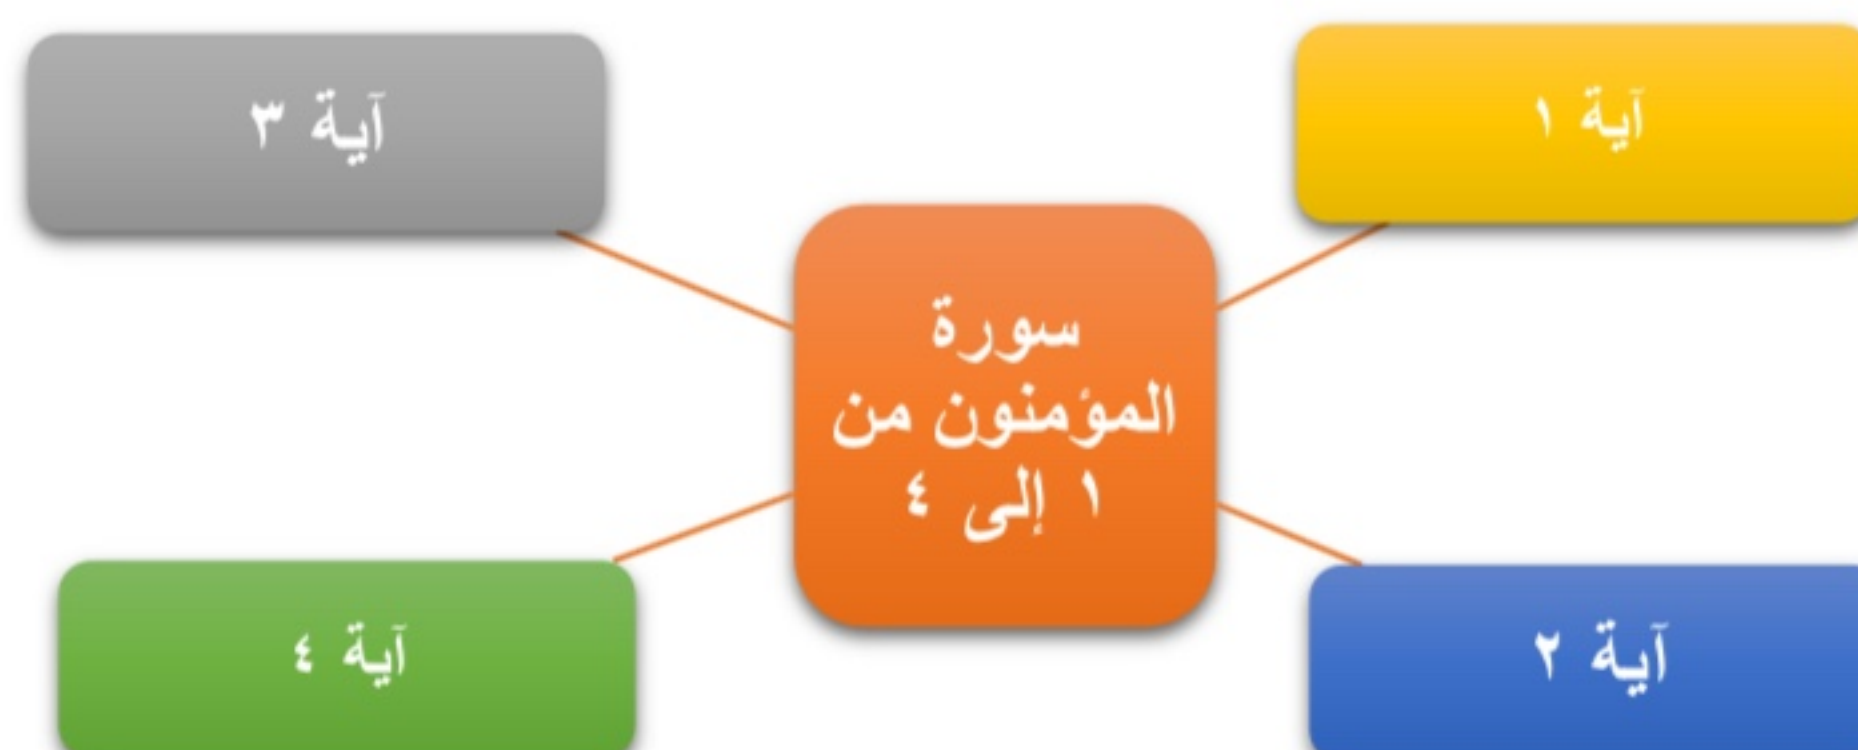 آية ١
آية ٣
سورة
المؤمنون من
١ إلى ٤
آية ٢
آية ٤